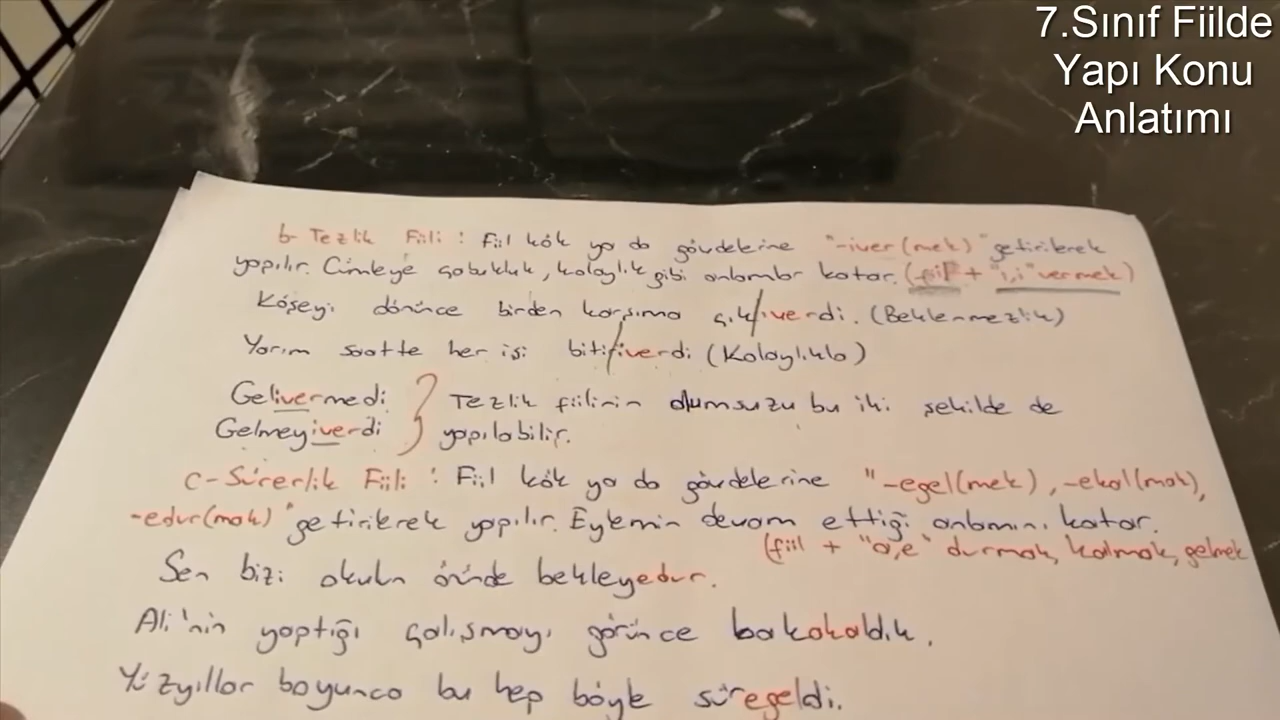 7.Sınıf Fiilde
Yapı Konu
Anlatımı
b- Tezlik Fiili : Fiil kök ya da gövdelerine "-iver(mek)" getirilerek
yapılır. Cümleye çabukluk, kolaylık gibi anlamlar katar. (fiil + "ı,i" vermek)
Köşeyi dönünce birden karşıma çık/ıverdi. (Beklenmezlik)
Yarım saatte her işi bitir/iverdi (Kolaylıkla)
Gelivermedi } Tezlik fiilinin olumsuzu bu iki şekilde de
Gelmeyiverdi } yapılabilir.
c- Sürerlik Fiili : Fiil kök ya da gövdelerine "-egel(mek), -ekal(mak),
-edur(mak)" getirilerek yapılır. Eylemin devam ettiği anlamını katar.
(fiil + "a,e" durmak, kalmak, gelmek
Sen bizi okulun önünde bekleyedur.
Ali'nin yaptığı çalışmayı görünce bakakaldık.
Yüzyıllar boyunca bu hep böyle süregeldi.